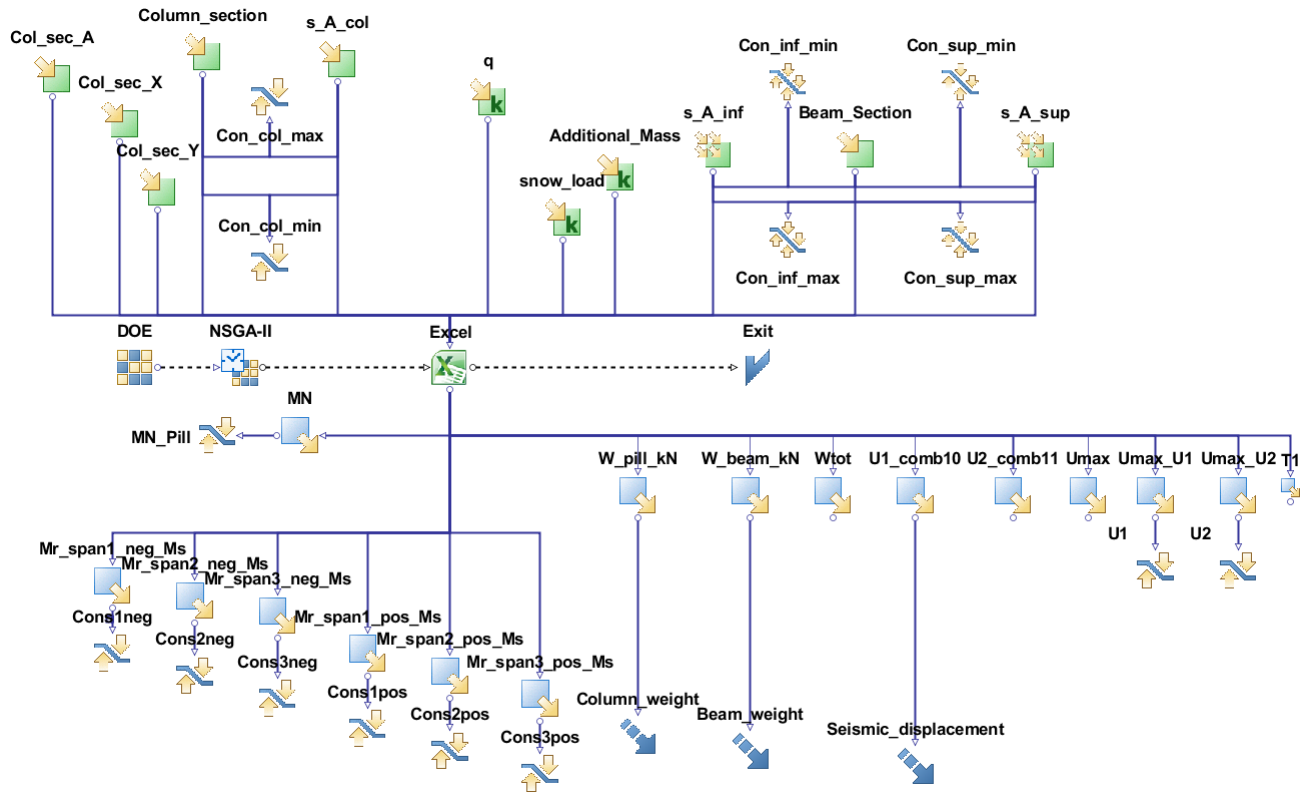 Column_section
s_A_col
Col_sec_A
Con_inf_min
Con_sup_min
q
Col_sec_X
s_A_inf
Beam_Section
s_A_sup
Con_col_max
Additional_Mass
Col_sec_Y
snow_load
k
k
k
Con_col_min
Con_inf_max
Con_sup_max
DOE
NSGA-II
Excel
Exit
X
MN
MN_Pill
W_pill_kN
W_beam_kN
Wtot
U1_comb10
U2_comb11
Umax
Umax_U1
Umax_U2
T1
U1
U2
Mr_span1_neg_Ms
Mr_span2_neg_Ms
Mr_span3_neg_Ms
Cons1neg
Mr_span1_pos_Ms
Cons2neg
Mr_span2_pos_Ms
Cons3neg
Mr_span3_pos_Ms
Cons1pos
Column_weight
Cons2pos
Beam_weight
Cons3pos
Seismic_displacement